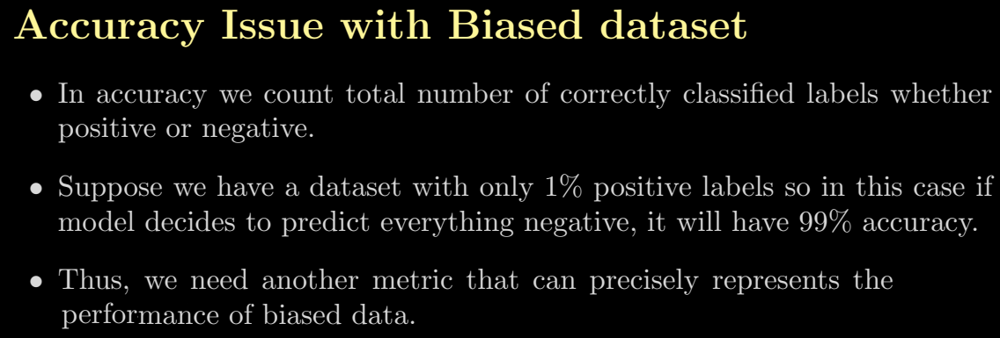 Accuracy Issue with Biased dataset
• In accuracy we count total number of correctly classified labels whether
positive or negative.
• Suppose we have a dataset with only 1% positive labels so in this case if
model decides to predict everything negative, it will have 99% accuracy.
• Thus, we need another metric that can precisely represents the
performance of biased data.